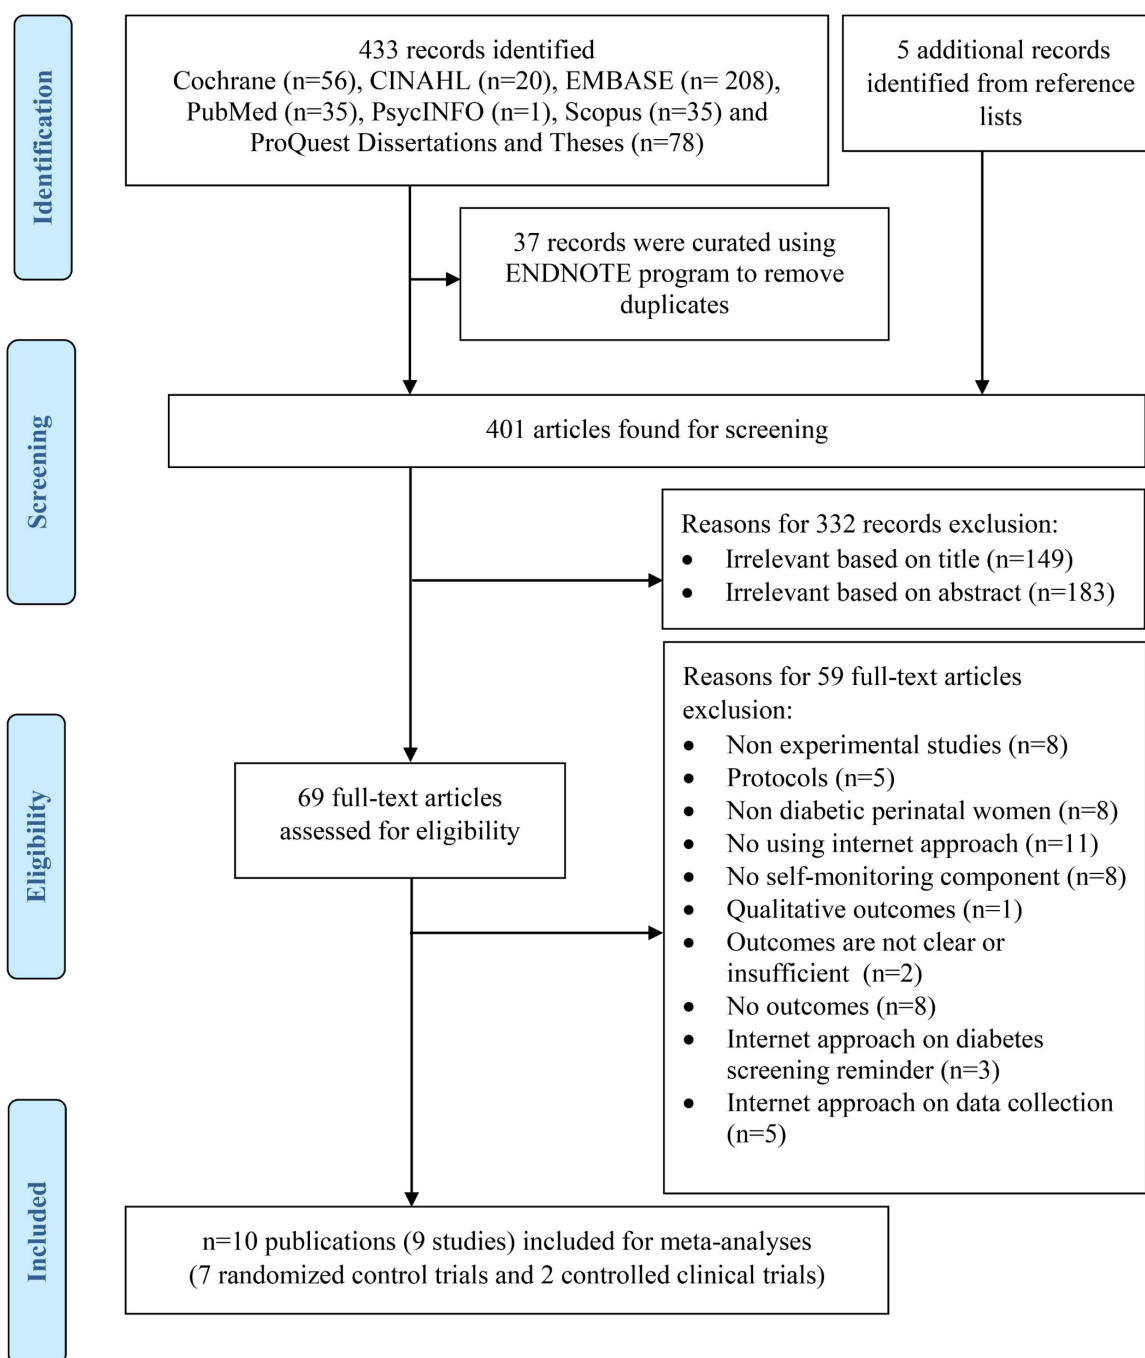 Identification
433 records identified
Cochrane (n=56), CINAHL (n=20), EMBASE (n= 208),
PubMed (n=35), PsycINFO (n=1), Scopus (n=35) and
ProQuest Dissertations and Theses (n=78)
5 additional records
identified from reference
lists
37 records were curated using
ENDNOTE program to remove
duplicates
Screening
401 articles found for screening
Reasons for 332 records exclusion:
• Irrelevant based on title (n=149)
• Irrelevant based on abstract (n=183)
Eligibility
69 full-text articles
assessed for eligibility
Reasons for 59 full-text articles
exclusion:
• Non experimental studies (n=8)
• Protocols (n=5)
• Non diabetic perinatal women (n=8)
• No using internet approach (n=11)
• No self-monitoring component (n=8)
• Qualitative outcomes (n=1)
• Outcomes are not clear or
insufficient (n=2)
• No outcomes (n=8)
• Internet approach on diabetes
screening reminder (n=3)
• Internet approach on data collection
(n=5)
Included
n=10 publications (9 studies) included for meta-analyses
(7 randomized control trials and 2 controlled clinical trials)